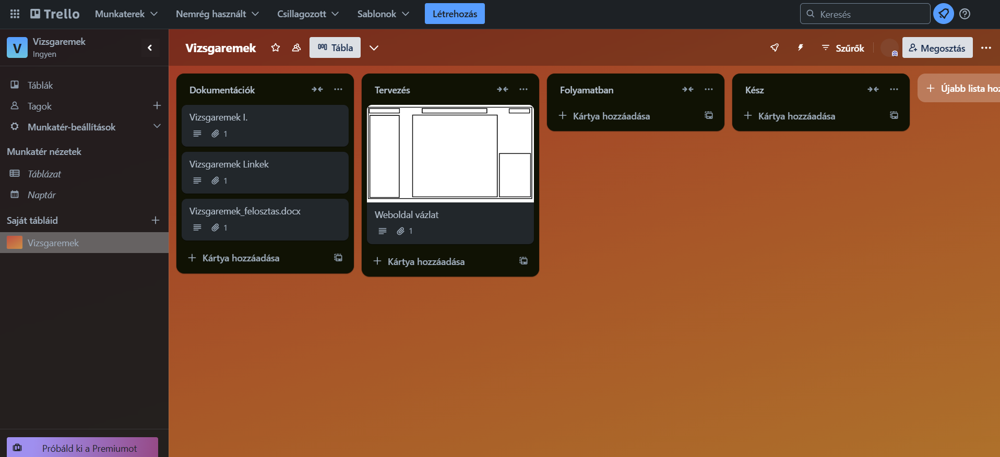 Trello Munkaterek Nemrég használt Csillagozott Sablonok Létrehozás Keresés
V Vizsgaremek
Ingyen
Táblák
Tagok
Munkatér-beállítások
Munkatér nézetek
Táblázat
Naptár
Saját tábláid
Vizsgaremek
Próbáld ki a Premiumot
Vizsgaremek Tábla Szűrők Megosztás
Dokumentációk
Vizsgaremek I.
1
Vizsgaremek Linkek
1
Vizsgaremek_felosztas.docx
1
Kártya hozzáadása
Tervezés
Weboldal vázlat
1
Kártya hozzáadása
Folyamatban
Kártya hozzáadása
Kész
Kártya hozzáadása
Újabb lista hoz